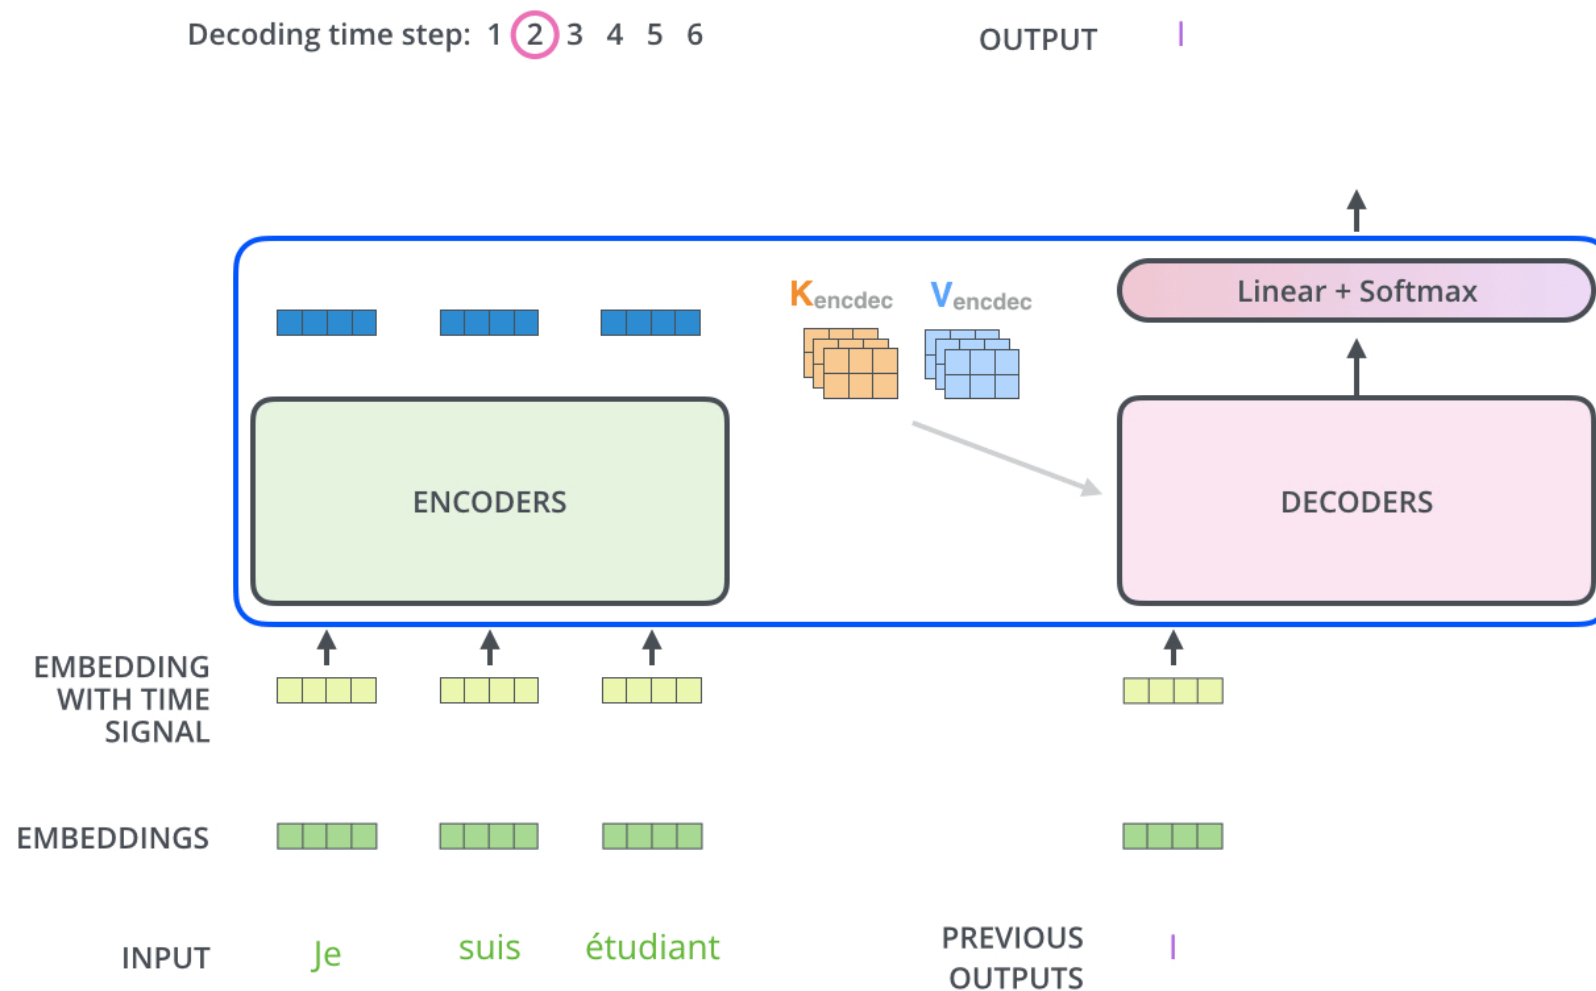 Decoding time step: 1 2 3 4 5 6
OUTPUT I
Kencdec Vencdec
Linear + Softmax
ENCODERS
DECODERS
EMBEDDING
WITH TIME
SIGNAL
EMBEDDINGS
INPUT Je suis étudiant
PREVIOUS
OUTPUTS I